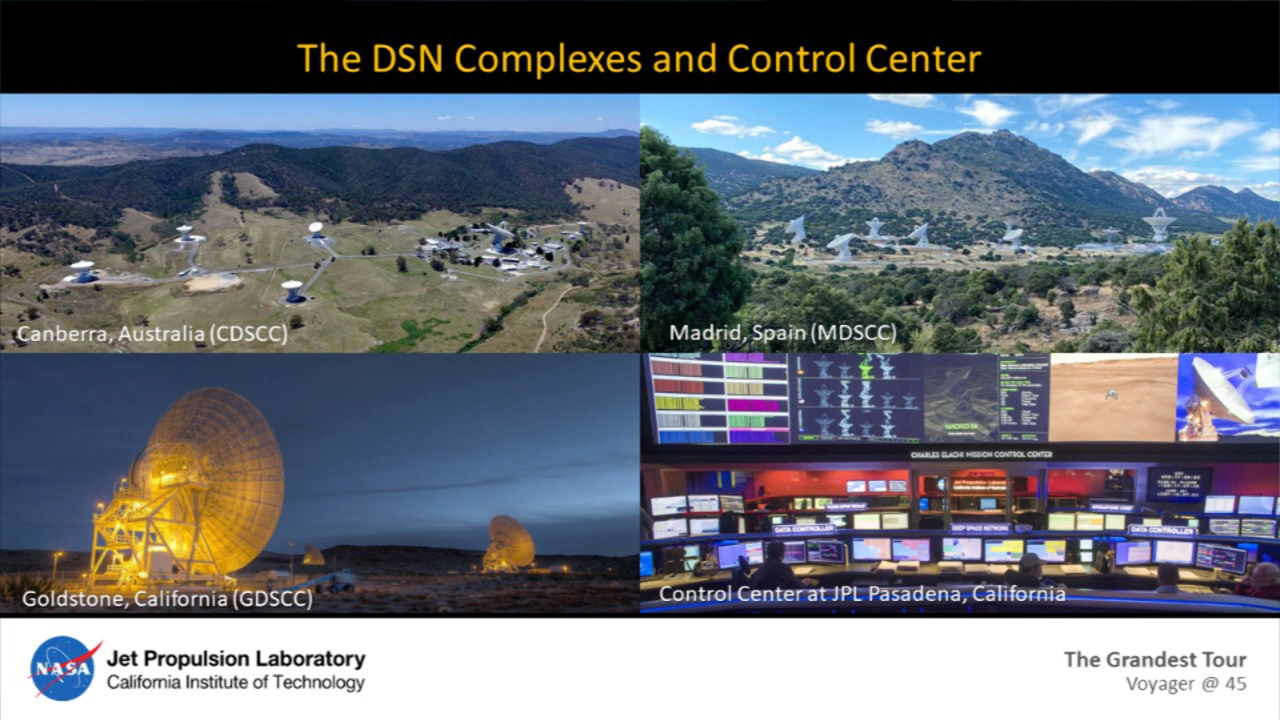 The DSN Complexes and Control Center
Canberra, Australia (CDSCC)
Madrid, Spain (MDSCC)
CHARLES ELACHI MISSION CONTROL CENTER
DATA CONTROLLER
DEEP SPACE NETWORK
DATA CONTROLLER
Goldstone, California (GDSCC)
Control Center at JPL Pasadena, California
NASA
Jet Propulsion Laboratory
California Institute of Technology
The Grandest Tour
Voyager @ 45